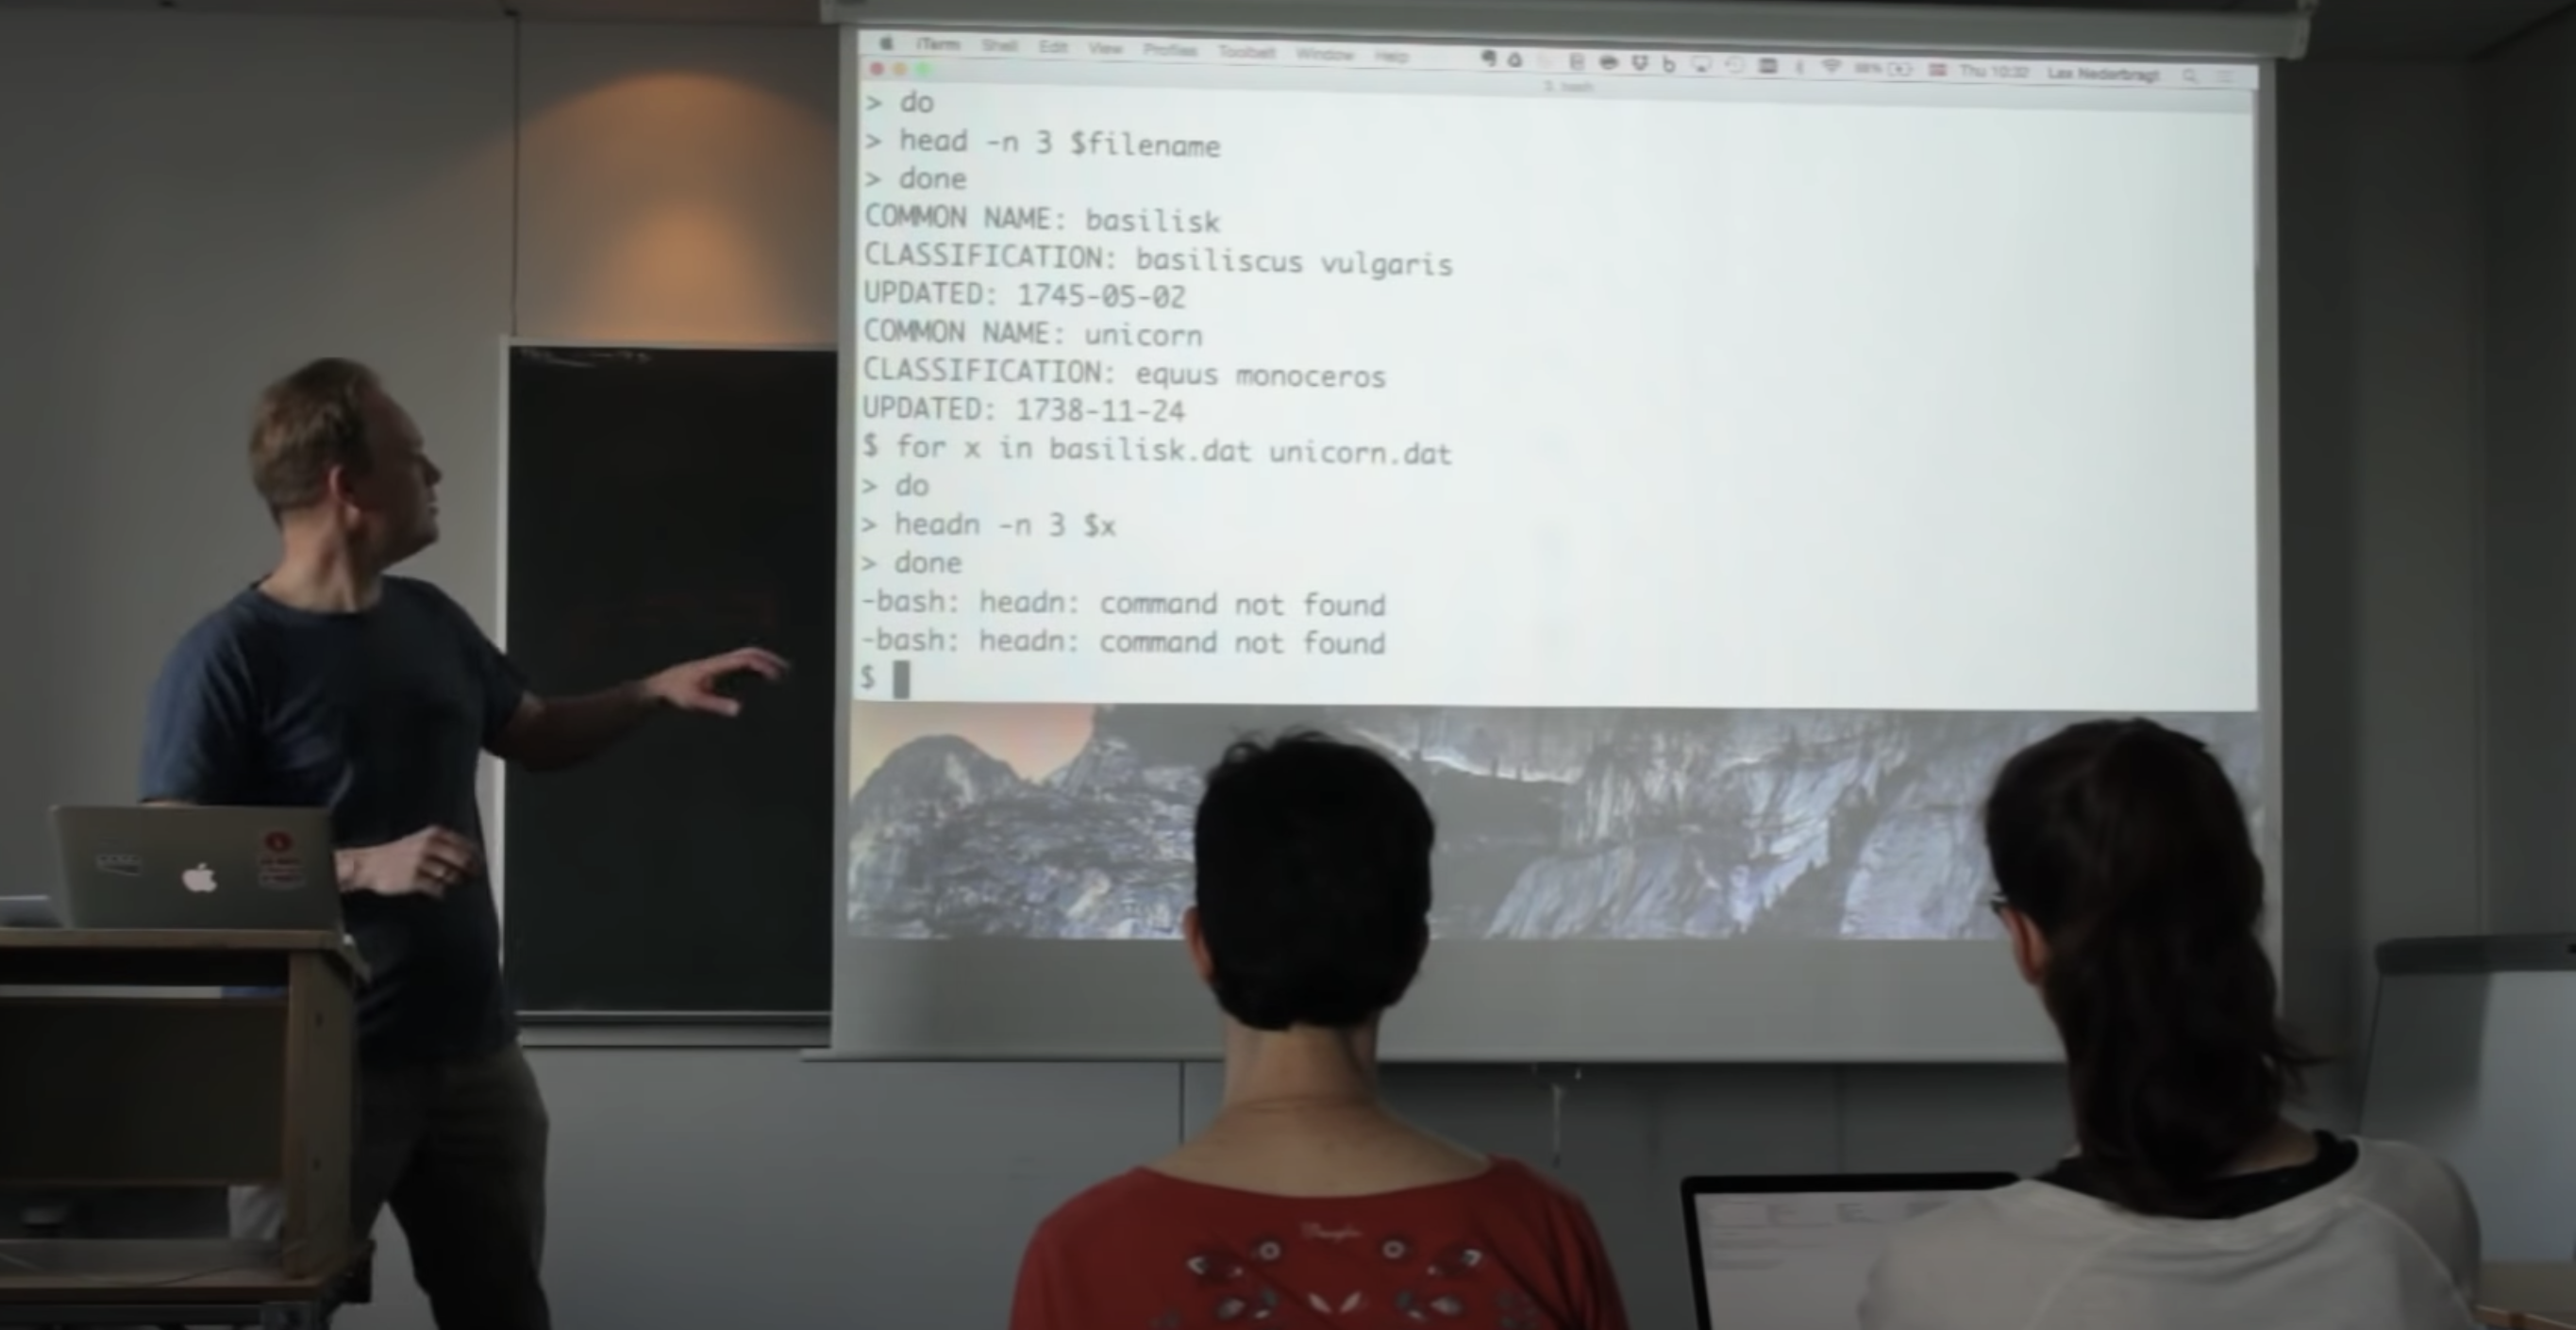 iTerm Shell Edit View Profiles Toolbelt Window Help Thu 10:32 Lex Nederbragt
2. bash
> do
> head -n 3 $filename
> done
COMMON NAME: basilisk
CLASSIFICATION: basiliscus vulgaris
UPDATED: 1745-05-02
COMMON NAME: unicorn
CLASSIFICATION: equus monoceros
UPDATED: 1738-11-24
$ for x in basilisk.dat unicorn.dat
> do
> headn -n 3 $x
> done
-bash: headn: command not found
-bash: headn: command not found
$